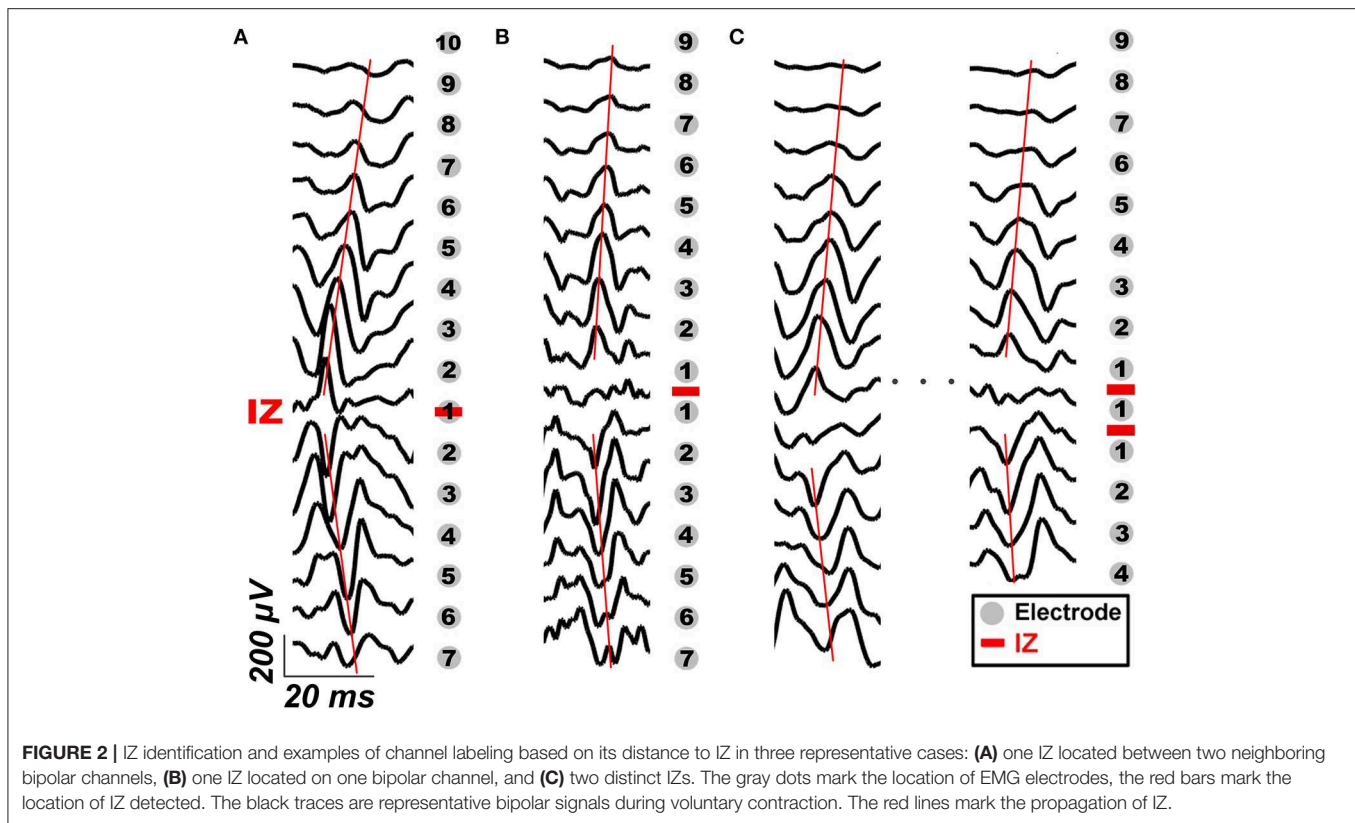 A 10 B 9 C 9
9 8 8
8 7 7
7 6 6
6 5 5
5 4 4
4 3 3
3 2 2
2 1 1
IZ 1 1 1
2 2 1
3 3 2
4 4 3
5 5 4
6 6
7 7
200 µV
20 ms
Electrode
IZ
FIGURE 2 | IZ identification and examples of channel labeling based on its distance to IZ in three representative cases: (A) one IZ located between two neighboring
bipolar channels, (B) one IZ located on one bipolar channel, and (C) two distinct IZs. The gray dots mark the location of EMG electrodes, the red bars mark the
location of IZ detected. The black traces are representative bipolar signals during voluntary contraction. The red lines mark the propagation of IZ.